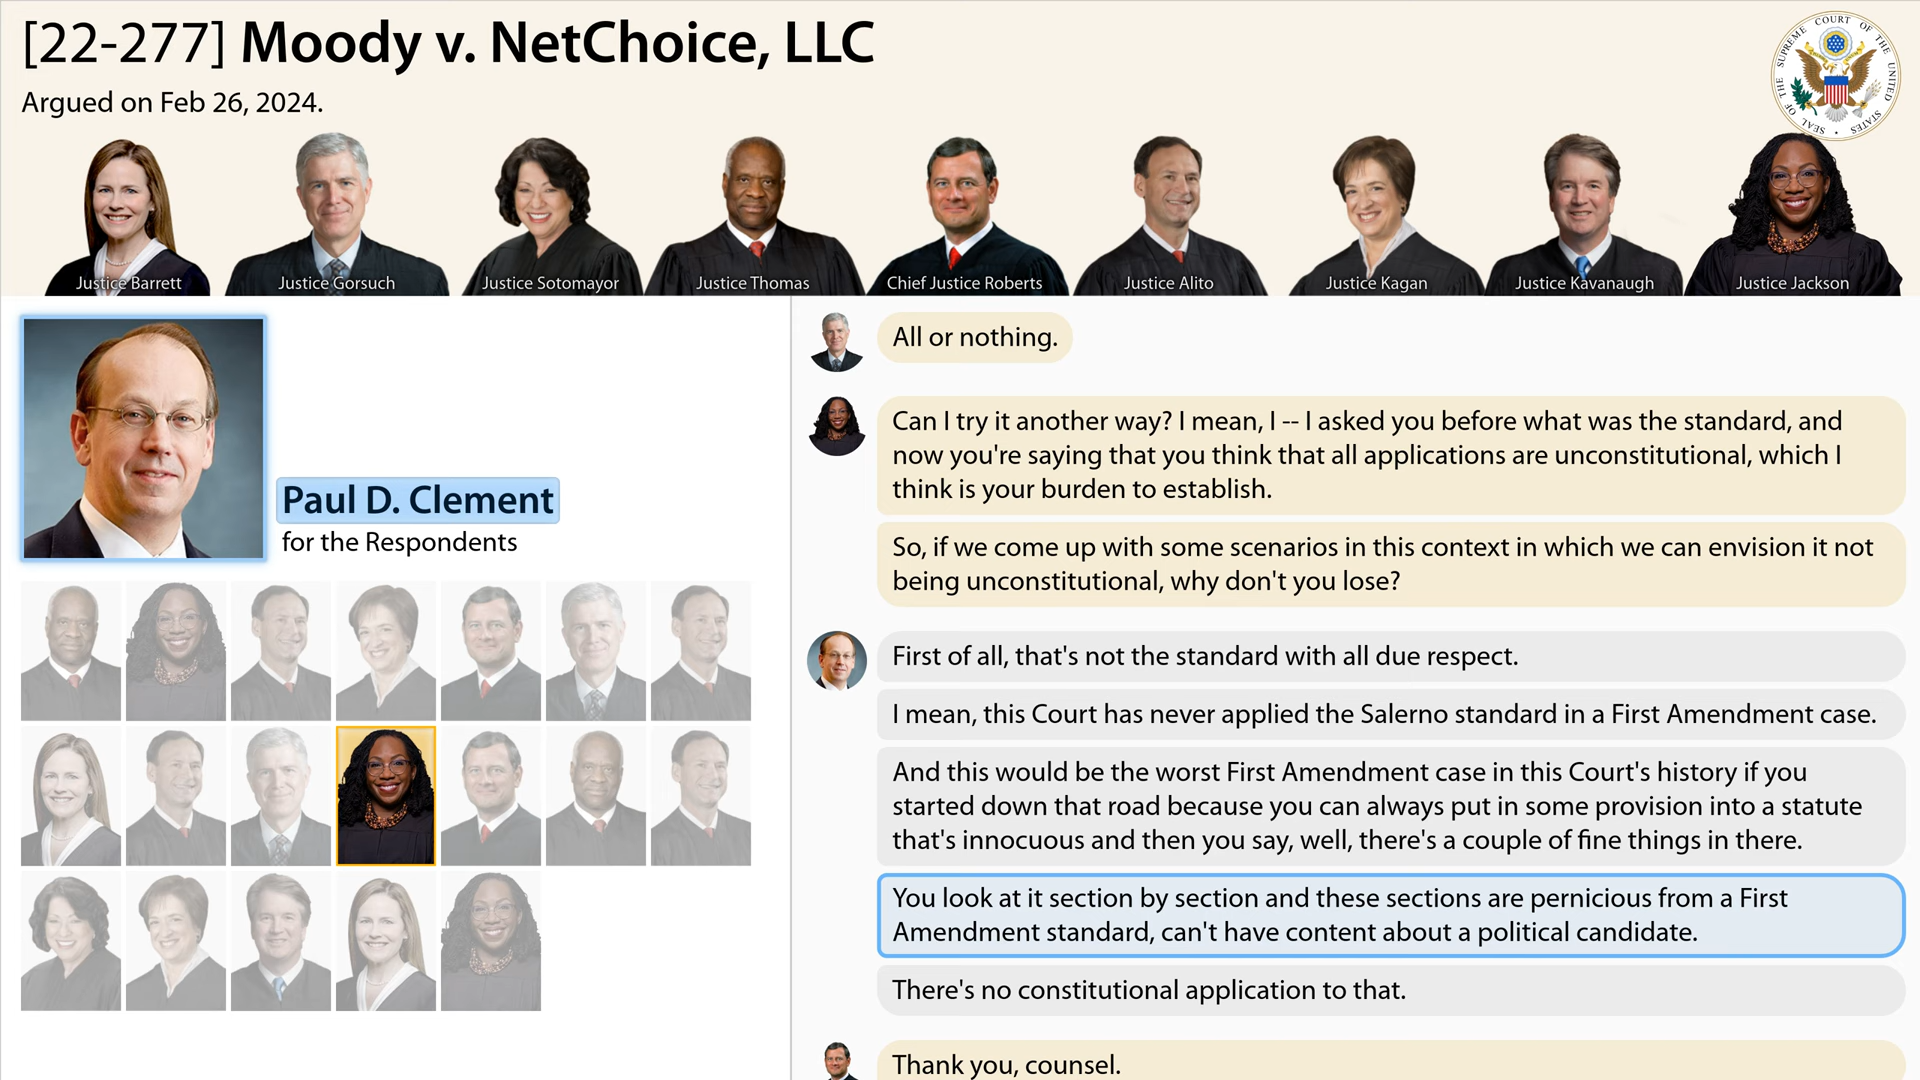 [22-277] Moody v. NetChoice, LLC
Argued on Feb 26, 2024.
SEAL OF THE SUPREME COURT OF THE UNITED STATES
Justice Barrett
Justice Gorsuch
Justice Sotomayor
Justice Thomas
Chief Justice Roberts
Justice Alito
Justice Kagan
Justice Kavanaugh
Justice Jackson
Paul D. Clement
for the Respondents
All or nothing.
Can I try it another way? I mean, I -- I asked you before what was the standard, and
now you're saying that you think that all applications are unconstitutional, which I
think is your burden to establish.
So, if we come up with some scenarios in this context in which we can envision it not
being unconstitutional, why don't you lose?
First of all, that's not the standard with all due respect.
I mean, this Court has never applied the Salerno standard in a First Amendment case.
And this would be the worst First Amendment case in this Court's history if you
started down that road because you can always put in some provision into a statute
that's innocuous and then you say, well, there's a couple of fine things in there.
You look at it section by section and these sections are pernicious from a First
Amendment standard, can't have content about a political candidate.
There's no constitutional application to that.
Thank you, counsel.